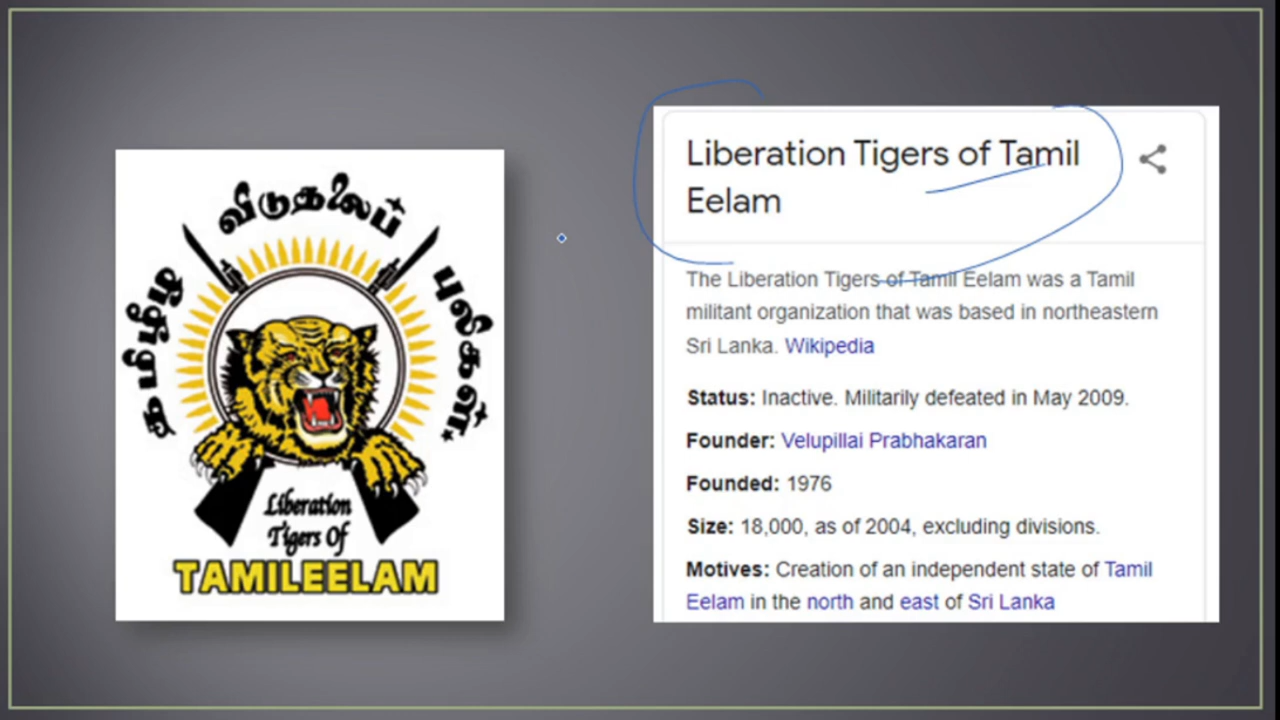 தமிழீழ
விடுதலைப்
புலிகள்
Liberation
Tigers Of
TAMILEELAM
Liberation Tigers of Tamil
Eelam
The Liberation Tigers of Tamil Eelam was a Tamil
militant organization that was based in northeastern
Sri Lanka. Wikipedia
Status: Inactive. Militarily defeated in May 2009.
Founder: Velupillai Prabhakaran
Founded: 1976
Size: 18,000, as of 2004, excluding divisions.
Motives: Creation of an independent state of Tamil
Eelam in the north and east of Sri Lanka